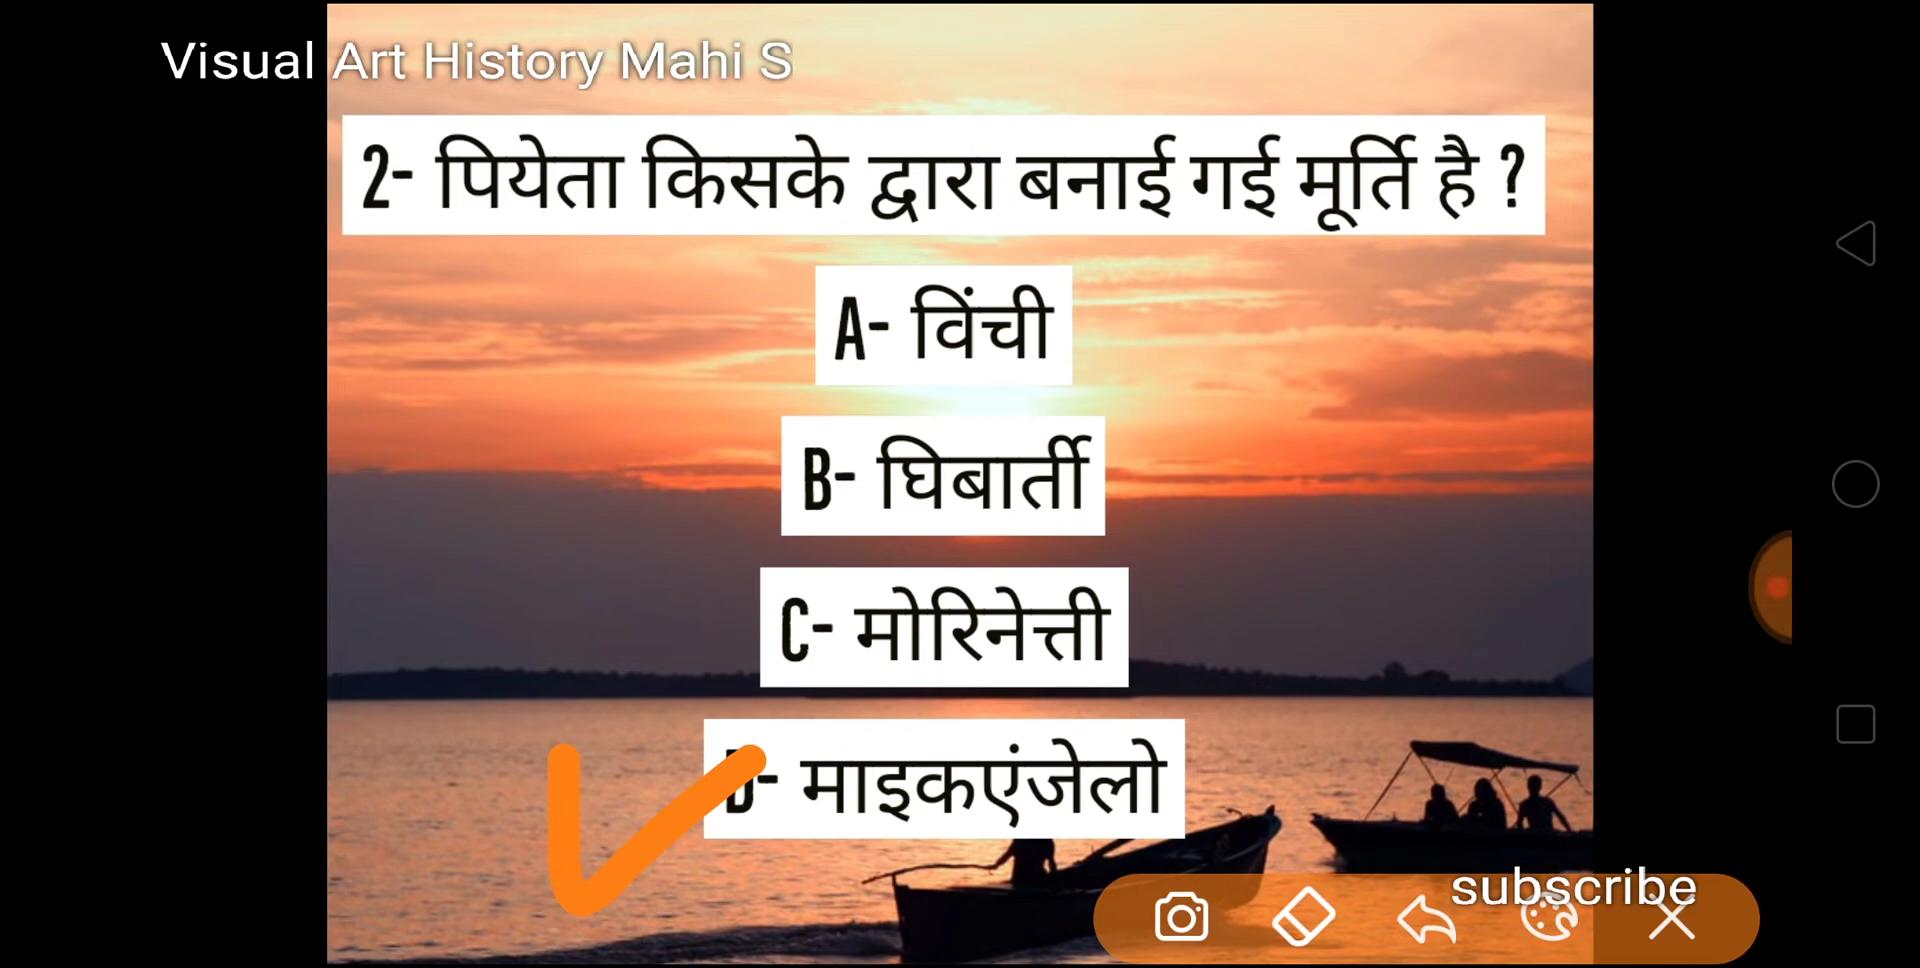 Visual Art History Mahi S
2- पियेता किसके द्वारा बनाई गई मूर्ति है ?
A- विंची
B- घिबार्ती
C- मोरिनेत्ती
D- माइकएंजेलो
subscribe